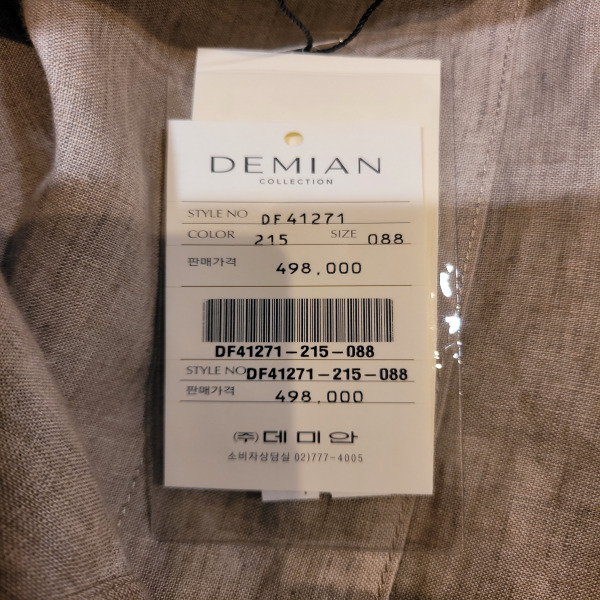 DEMIAN
COLLECTION
STYLE NO DF41271
COLOR 215 SIZE 088
판매가격 498,000
DF41271-215-088
STYLE NO DF41271-215-088
판매가격 498,000
(주)데미안
소비자상담실 02)777-4005